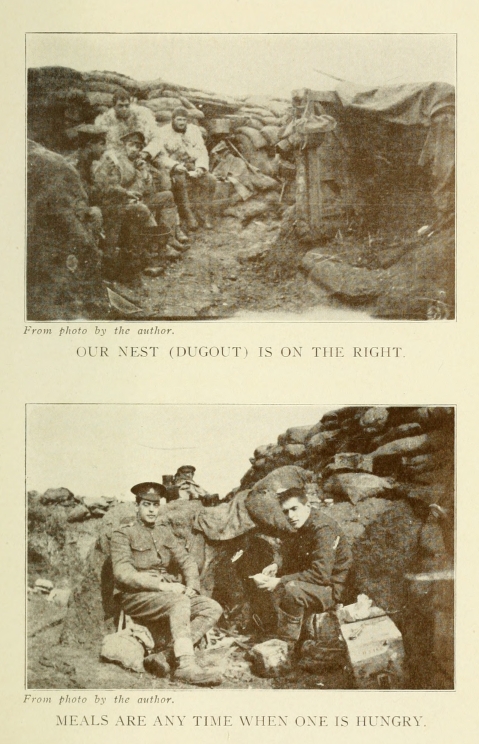 From photo by the author.
OUR NEST (DUGOUT) IS ON THE RIGHT.
From photo by the author.
MEALS ARE ANY TIME WHEN ONE IS HUNGRY.